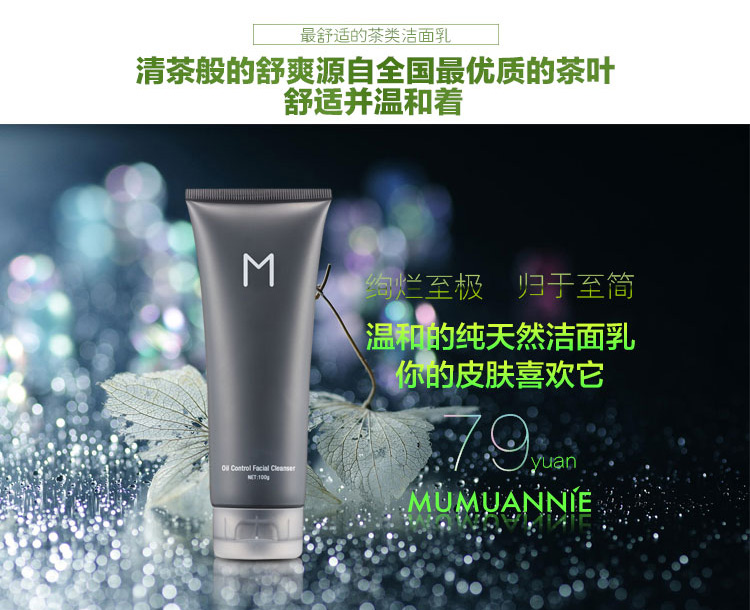 最舒适的茶类洁面乳
清茶般的舒爽源自全国最优质的茶叶
舒适并温和着
M
绚烂至极 归于至简
温和的纯天然洁面乳
你的皮肤喜欢它
79yuan
MUMUANNIE
Oil Control Facial Cleanser
NET:100g